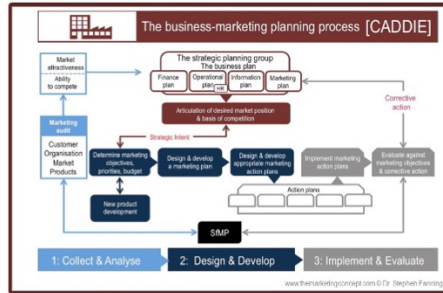 The business-marketing planning process [CADDIE]
Market
attractiveness
Ability
to compete
Marketing
audit
Customer
Organisation
Market
Products
The strategic planning group
The business plan
Finance
plan
Operational
plan
HR
Information
plan
Marketing
plan
Articulation of desired market position
& basis of competition
Strategic Intent
Corrective
action
Determine marketing
objectives,
priorities, budget
Design & develop
a marketing plan
Design & develop
appropriate marketing
action plans
Implement marketing
action plans
Evaluate against
marketing objectives
& corrective action
New product
development
Action plans
SfMP
1: Collect & Analyse
2: Design & Develop
3: Implement & Evaluate
www.themarketingconcept.com © Dr. Stephen Fanning